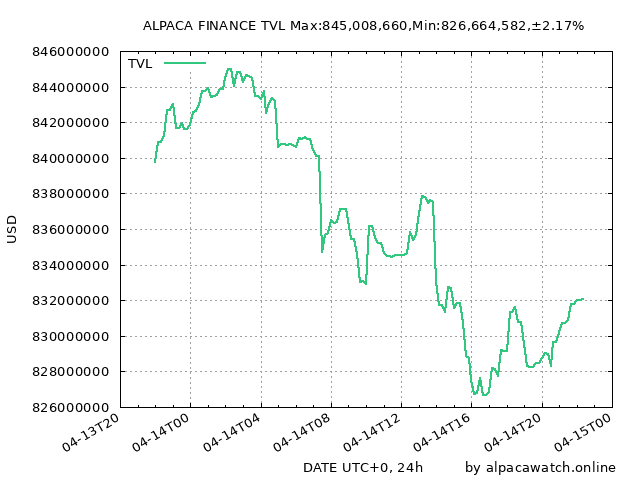 ALPACA FINANCE TVL Max:845,008,660,Min:826,664,582,±2.17%
TVL
846000000
844000000
842000000
840000000
838000000
836000000
834000000
832000000
830000000
828000000
826000000
USD
04-13T20
04-14T00
04-14T04
04-14T08
04-14T12
04-14T16
04-14T20
04-15T00
DATE UTC+0, 24h
by alpacawatch.online